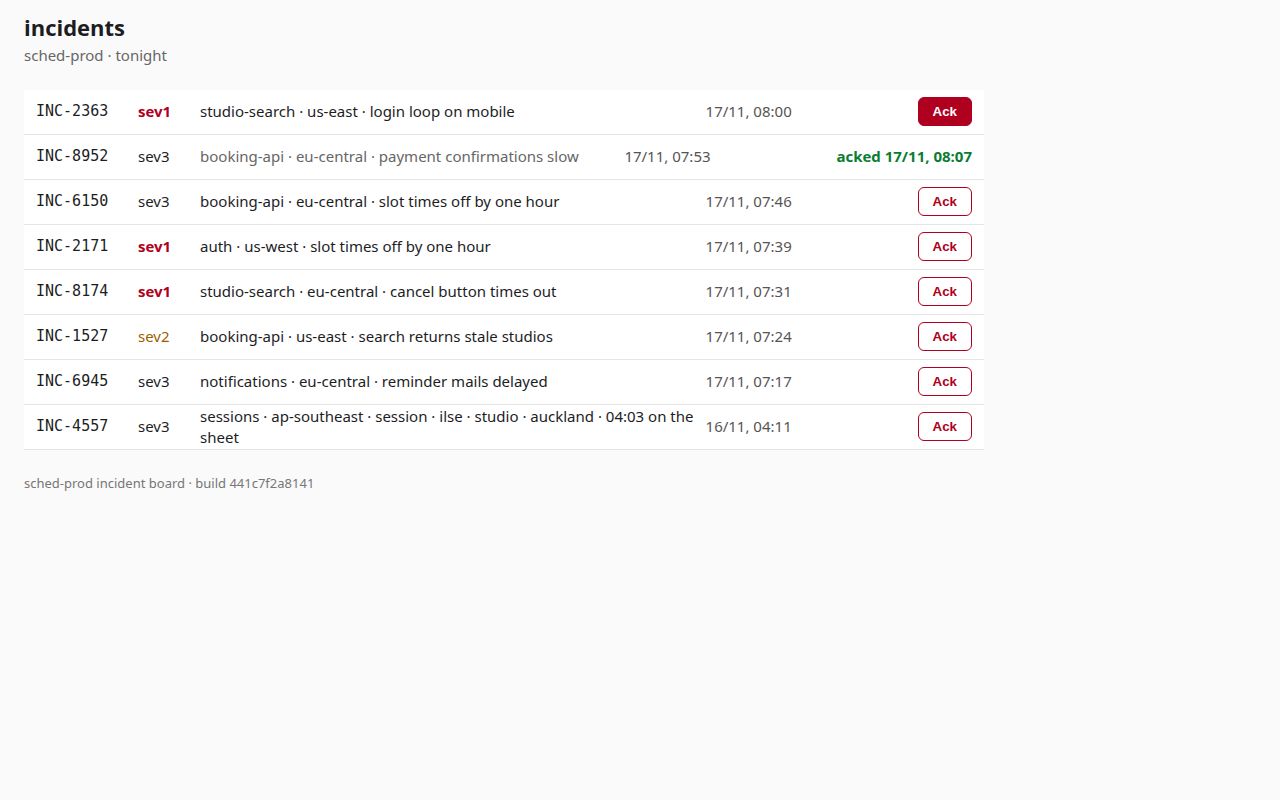 incidents
sched-prod · tonight
INC-2363 sev1 studio-search · us-east · login loop on mobile 17/11, 08:00 Ack
INC-8952 sev3 booking-api · eu-central · payment confirmations slow 17/11, 07:53 acked 17/11, 08:07
INC-6150 sev3 booking-api · eu-central · slot times off by one hour 17/11, 07:46 Ack
INC-2171 sev1 auth · us-west · slot times off by one hour 17/11, 07:39 Ack
INC-8174 sev1 studio-search · eu-central · cancel button times out 17/11, 07:31 Ack
INC-1527 sev2 booking-api · us-east · search returns stale studios 17/11, 07:24 Ack
INC-6945 sev3 notifications · eu-central · reminder mails delayed 17/11, 07:17 Ack
INC-4557 sev3 sessions · ap-southeast · session · ilse · studio · auckland · 04:03 on the 16/11, 04:11 Ack
sheet
sched-prod incident board · build 441c7f2a8141